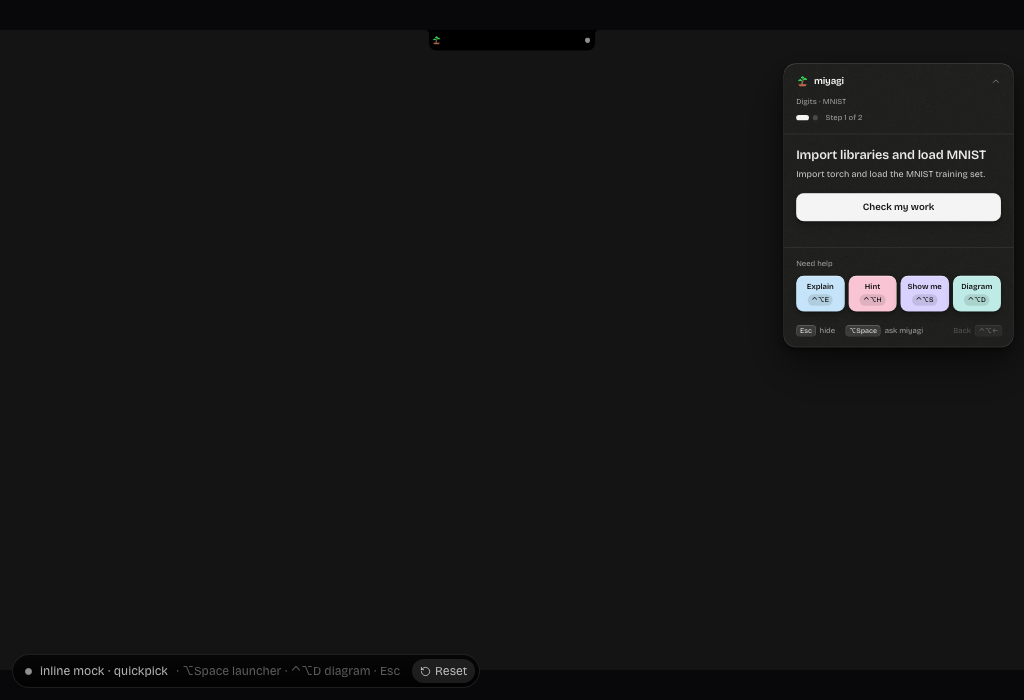 miyagi
Digits · MNIST
Step 1 of 2
Import libraries and load MNIST
Import torch and load the MNIST training set.
Check my work
Need help
Explain Hint Show me Diagram
^⌥E ^⌥H ^⌥S ^⌥D
Esc hide ⌥Space ask miyagi Back ^⌥←
inline mock · quickpick · ⌥Space launcher · ^⌥D diagram · Esc Reset